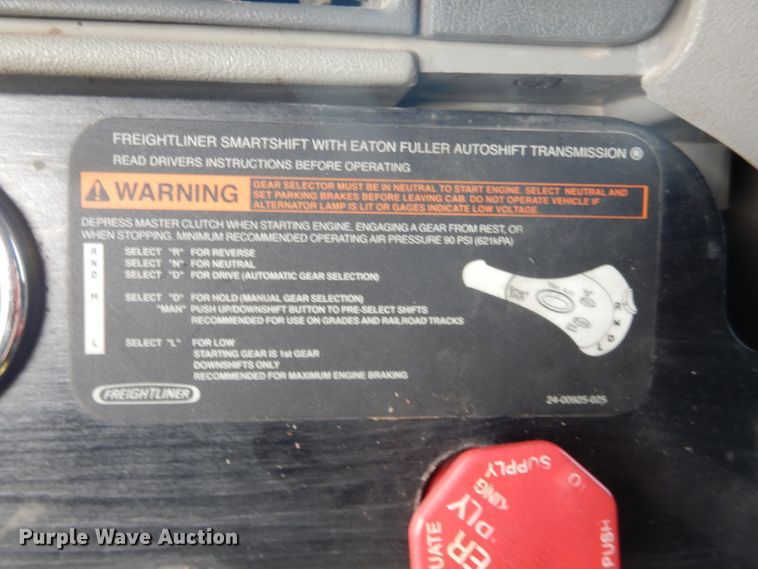 FREIGHTLINER SMARTSHIFT WITH EATON FULLER AUTOSHIFT TRANSMISSION ®
READ DRIVERS INSTRUCTIONS BEFORE OPERATING
WARNING
GEAR SELECTOR MUST BE IN NEUTRAL TO START ENGINE. SELECT NEUTRAL AND
SET PARKING BRAKES BEFORE LEAVING CAB. DO NOT OPERATE VEHICLE IF
ALTERNATOR LAMP IS LIT OR GAGES INDICATE LOW VOLTAGE.
DEPRESS MASTER CLUTCH WHEN STARTING ENGINE, ENGAGING A GEAR FROM REST, OR
WHEN STOPPING. MINIMUM RECOMMENDED OPERATING AIR PRESSURE 90 PSI (621kPA)
R SELECT "R" FOR REVERSE
N SELECT "N" FOR NEUTRAL
D SELECT "D" FOR DRIVE (AUTOMATIC GEAR SELECTION)
H SELECT "D" FOR HOLD (MANUAL GEAR SELECTION)
"MAN" PUSH UP/DOWNSHIFT BUTTON TO PRE-SELECT SHIFTS
RECOMMENDED FOR USE ON GRADES AND RAILROAD TRACKS
L SELECT "L" FOR LOW
STARTING GEAR IS 1st GEAR
DOWNSHIFTS ONLY
RECOMMENDED FOR MAXIMUM ENGINE BRAKING
FREIGHTLINER
24-00925-025
SUPPLY
PUSH
Purple Wave Auction